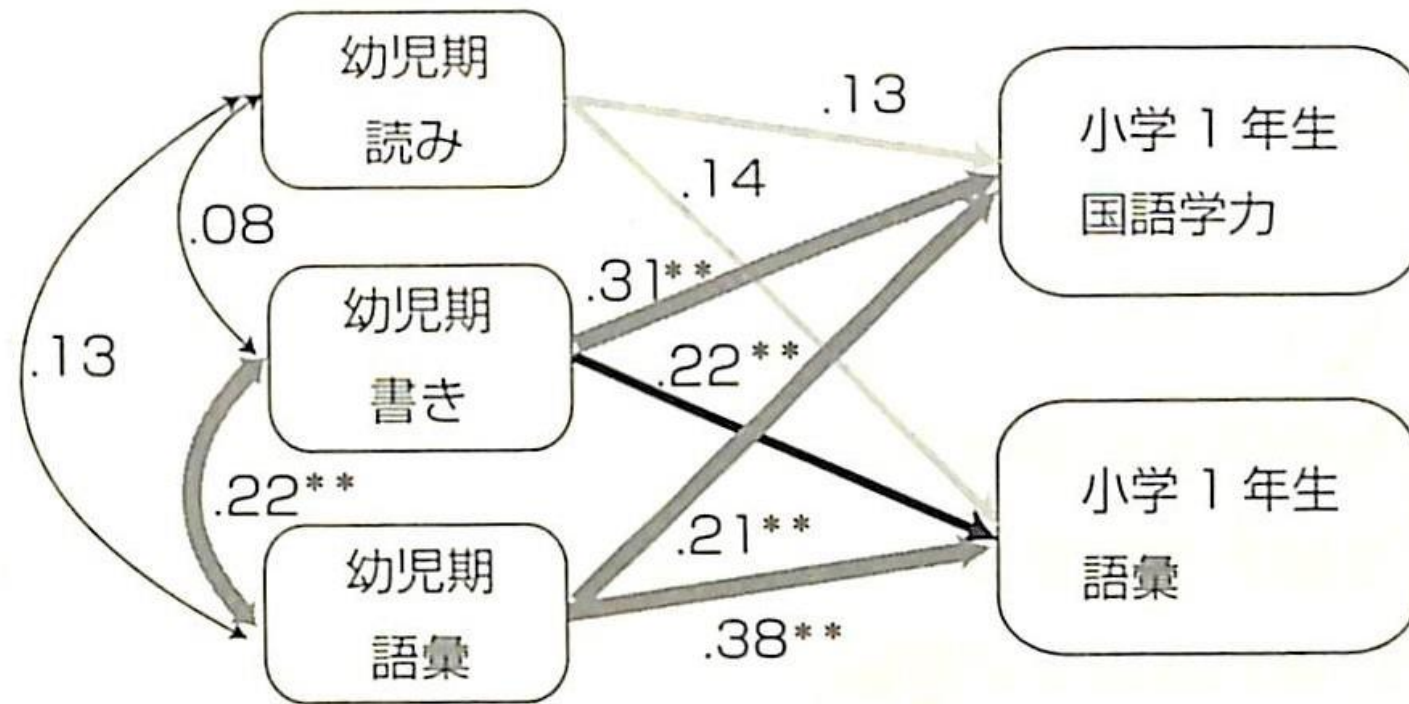 幼児期
読み
.13
小学1年生
国語学力
.14
.08
.31**
幼児期
書き
.13
.22**
.22**
小学1年生
語彙
.21**
幼児期
語彙
.38**